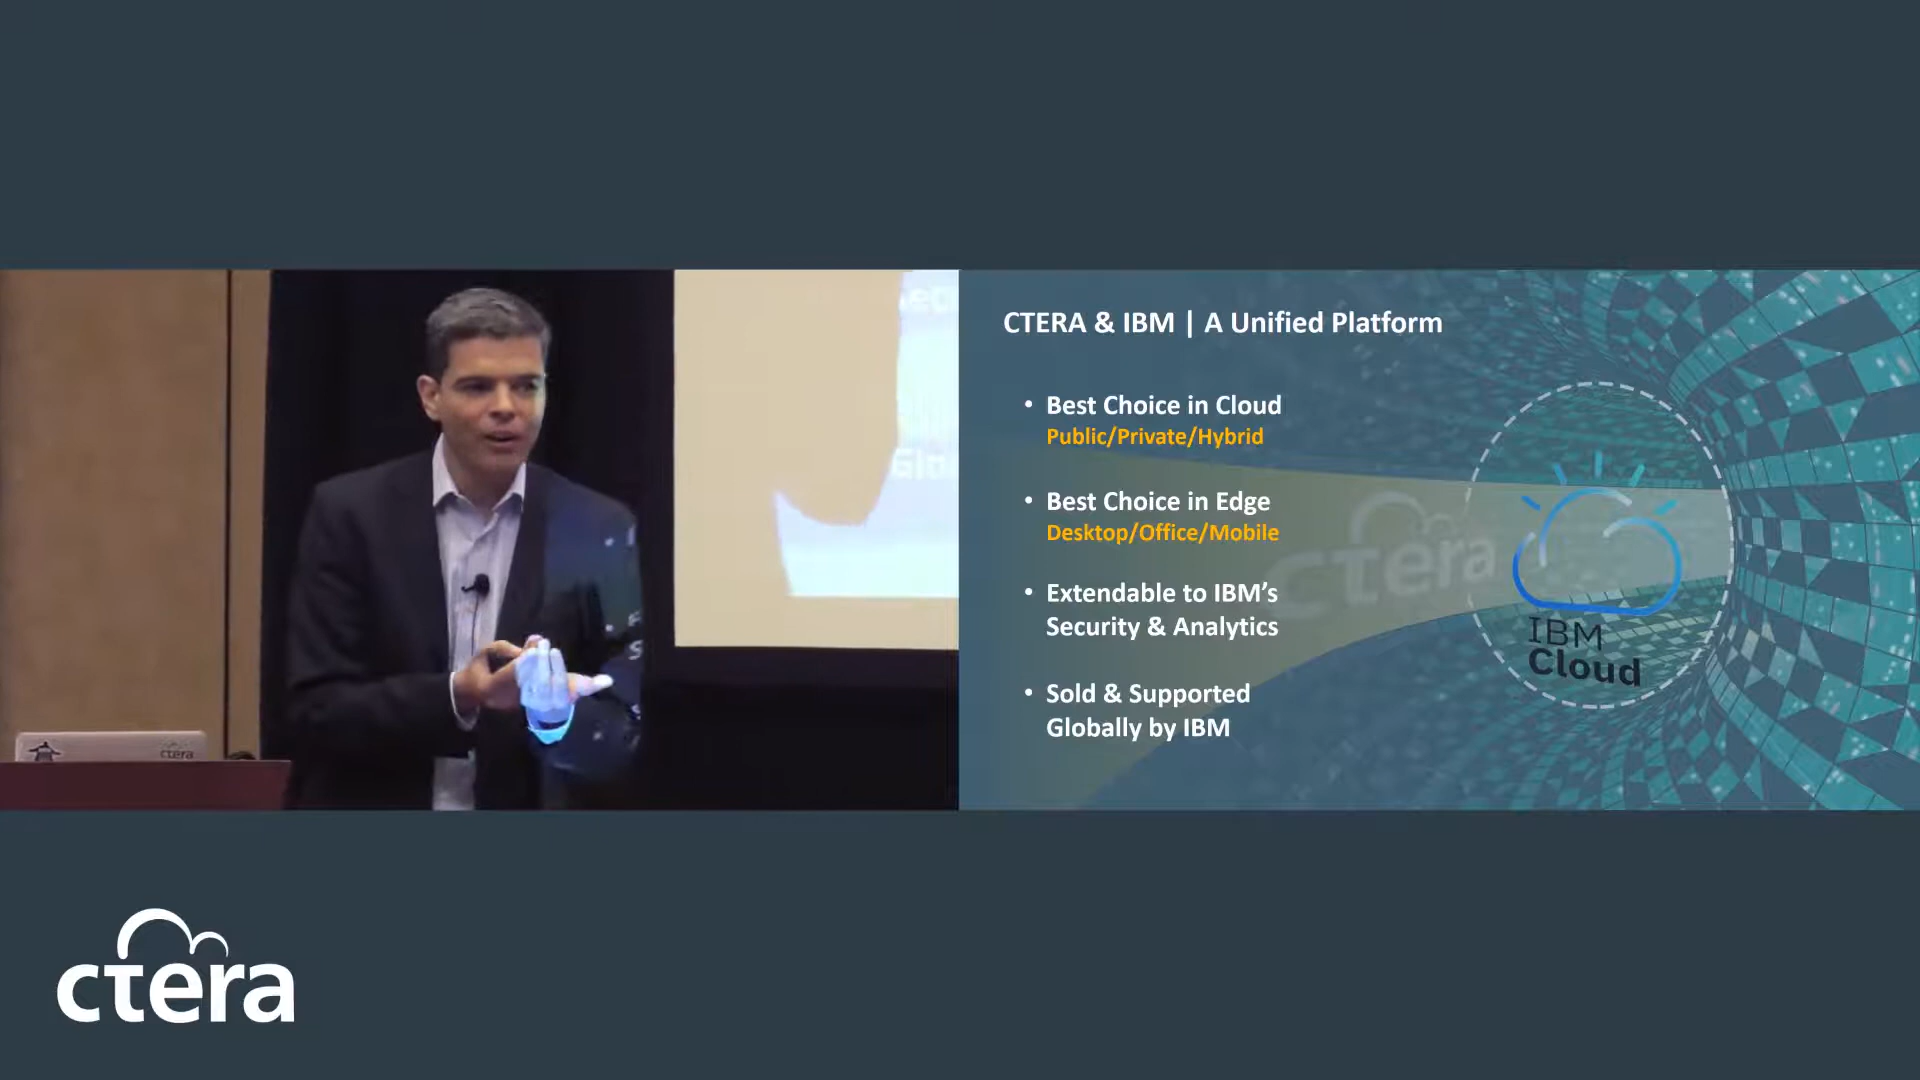 CTERA & IBM | A Unified Platform
• Best Choice in Cloud
Public/Private/Hybrid
• Best Choice in Edge
Desktop/Office/Mobile
• Extendable to IBM’s
Security & Analytics
• Sold & Supported
Globally by IBM
ctera
IBM
Cloud
ctera
ctera